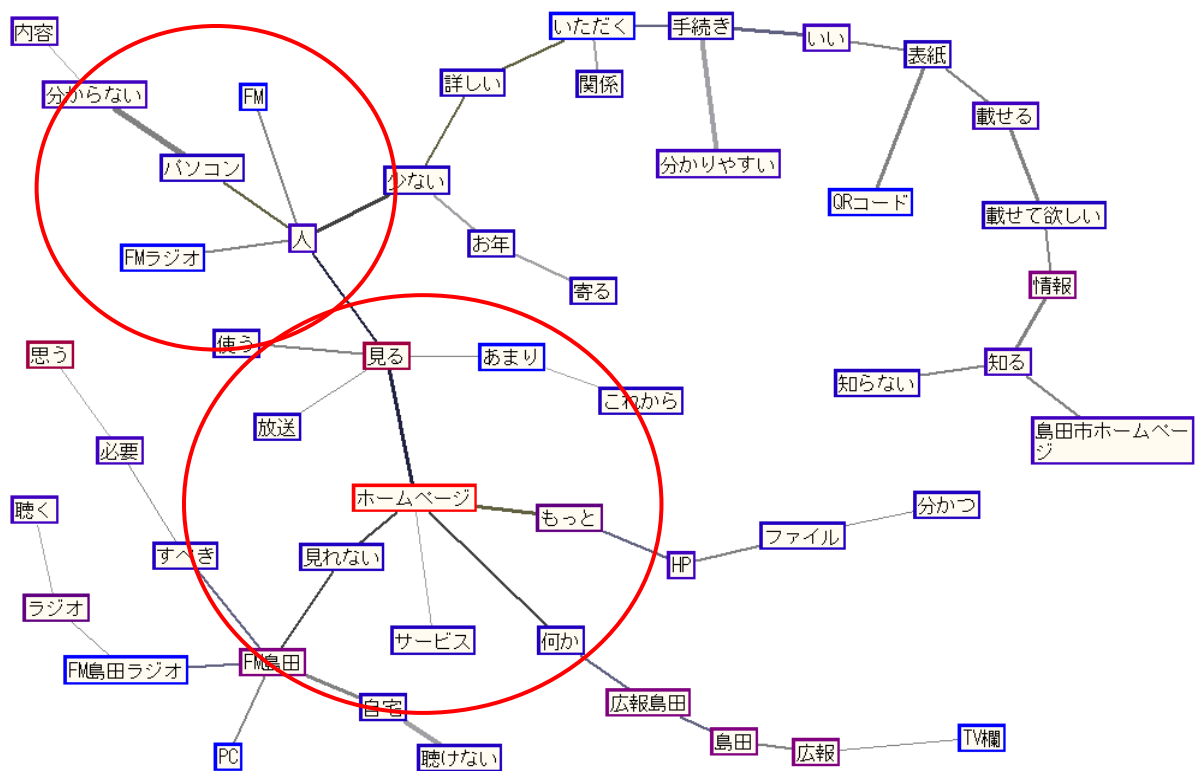 内容
いただく
手続き
いい
表紙
分からない
FM
詳しい
関係
載せる
パソコン
少ない
分かりやすい
QRコード
載せて欲しい
人
FMラジオ
お年
寄る
情報
使う
見る
あまり
思う
知る
知らない
これから
放送
島田市ホームペー
ジ
必要
ホームページ
聴く
もっと
分かつ
ファイル
すべき
見れない
HP
ラジオ
サービス
何か
FM島田ラジオ
FM島田
自宅
広報島田
島田
広報
TV欄
PC
聴けない